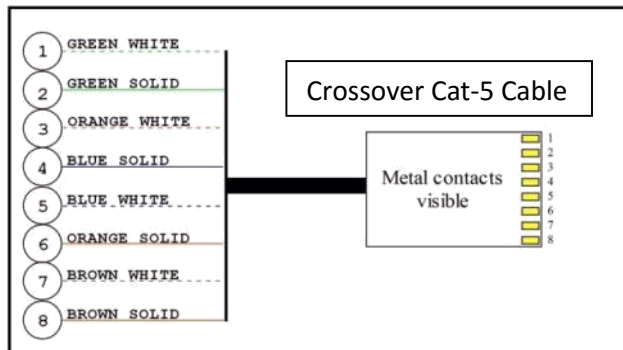 Crossover Cat-5 Cable
1 GREEN WHITE
2 GREEN SOLID
3 ORANGE WHITE
4 BLUE SOLID
5 BLUE WHITE
6 ORANGE SOLID
7 BROWN WHITE
8 BROWN SOLID
Metal contacts
visible
1
2
3
4
5
6
7
8